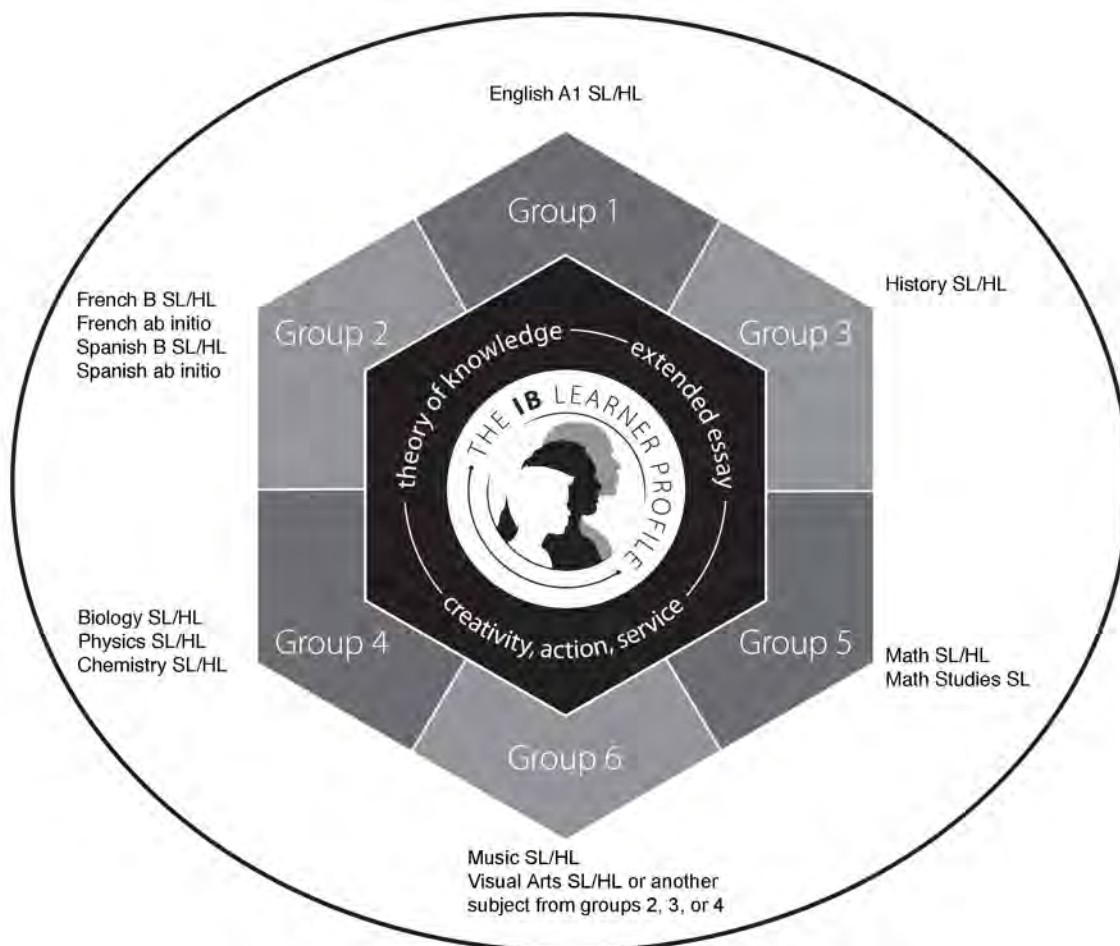 English A1 SL/HL
Group 1
French B SL/HL
French ab initio
Spanish B SL/HL
Spanish ab initio
Group 2
Group 3
History SL/HL
theory of knowledge
extended essay
THE IB LEARNER PROFILE
creativity, action, service
Biology SL/HL
Physics SL/HL
Chemistry SL/HL
Group 4
Group 5
Math SL/HL
Math Studies SL
Group 6
Music SL/HL
Visual Arts SL/HL or another
subject from groups 2, 3, or 4